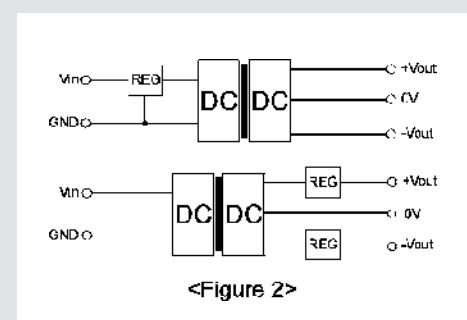 Vin REG DC DC +Vout
0V
GND -Vout
Vin DC DC REG +Vout
0V
GND REG -Vout
<Figure 2>